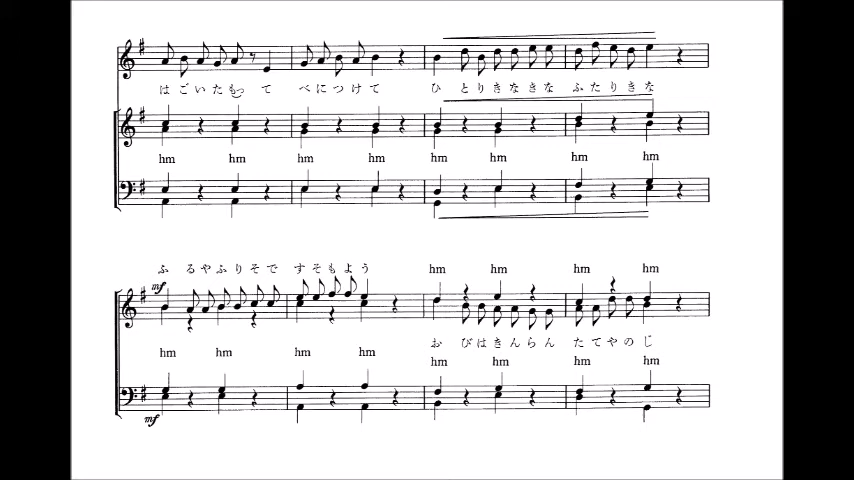 はごいたもって べにつけて ひとりきなきな ふたりきな
hm hm hm hm hm hm hm hm
mf
ふるやふりそで すそもよう hm hm hm hm
hm hm hm hm
おびはきんらん たてやのじ
hm hm hm hm
mf